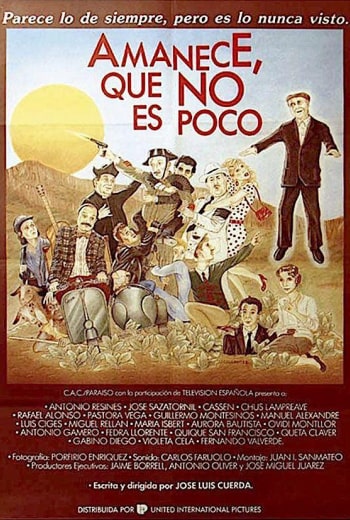 Parece lo de siempre, pero es lo nunca visto.
AMANECE,
QUE NO
ES POCO
C.A.C./PARAISO con la participación de TELEVISION ESPAÑOLA presenta a:
• ANTONIO RESINES • JOSE SAZATORNIL • CASSEN • CHUS LAMPREAVE
• RAFAEL ALONSO • PASTORA VEGA • GUILLERMO MONTESINOS • MANUEL ALEXANDRE
• LUIS CIGES • MIGUEL RELLAN • MARIA ISBERT • AURORA BAUTISTA • OVIDI MONTLLOR
• ANTONIO GAMERO • FEDRA LLORENTE • QUIQUE SAN FRANCISCO • QUETA CLAVER
• GABINO DIEGO • VIOLETA CELA • FERNANDO VALVERDE.
• Fotografía: PORFIRIO ENRIQUEZ • Sonido: CARLOS FARUOLO • Montaje: JUAN I. SANMATEO
• Productores Ejecutivos: JAIME BORRELL, ANTONIO OLIVER y JOSÉ MIGUEL JUAREZ
• Escrita y dirigida por JOSE LUIS CUERDA.
DISTRIBUIDA POR UIP UNITED INTERNATIONAL PICTURES